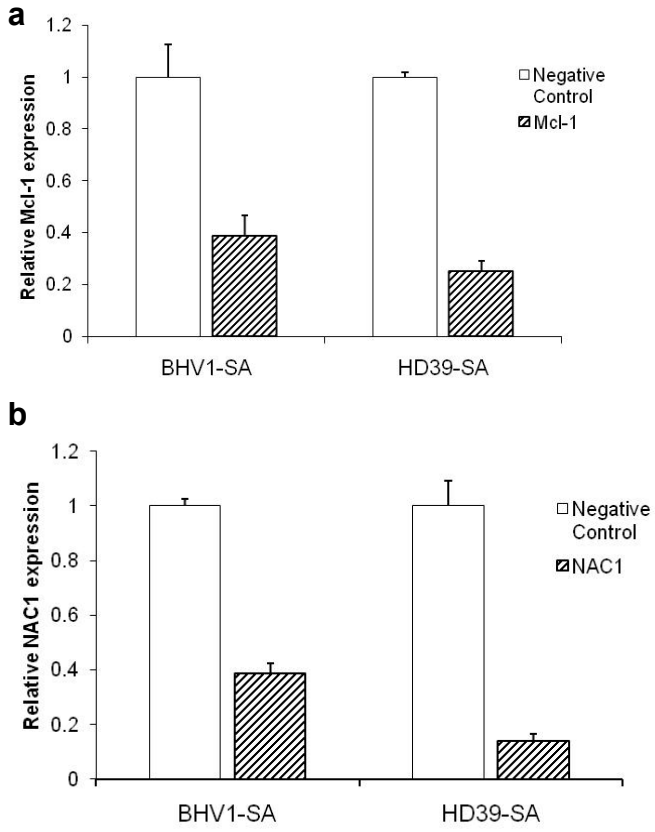 a
Relative Mcl-1 expression
1.2
1
0.8
0.6
0.4
0.2
0
BHV1-SA
HD39-SA
Negative
Control
Mcl-1
b
Relative NAC1 expression
1.2
1
0.8
0.6
0.4
0.2
0
BHV1-SA
HD39-SA
Negative
Control
NAC1